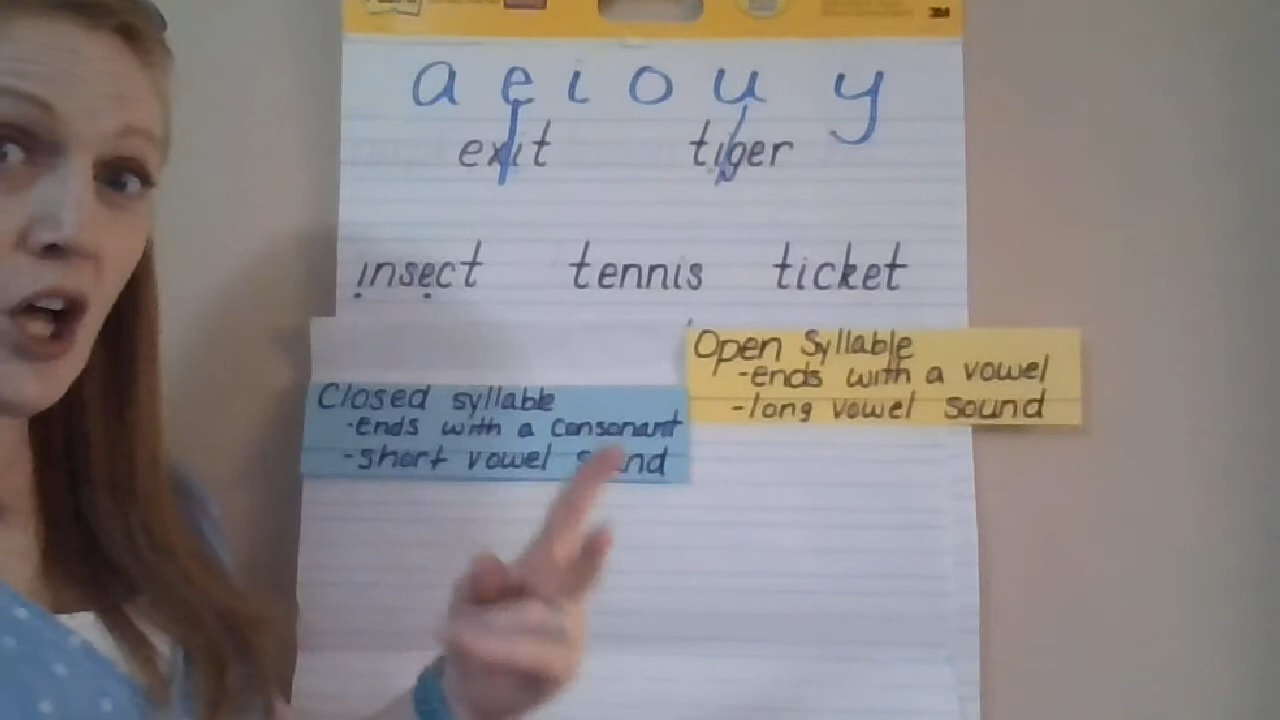 3M
a e i o u y
exit tiger
insect tennis ticket
Open Syllable
-ends with a vowel
-long vowel sound
Closed syllable
-ends with a consonant
-short vowel sound